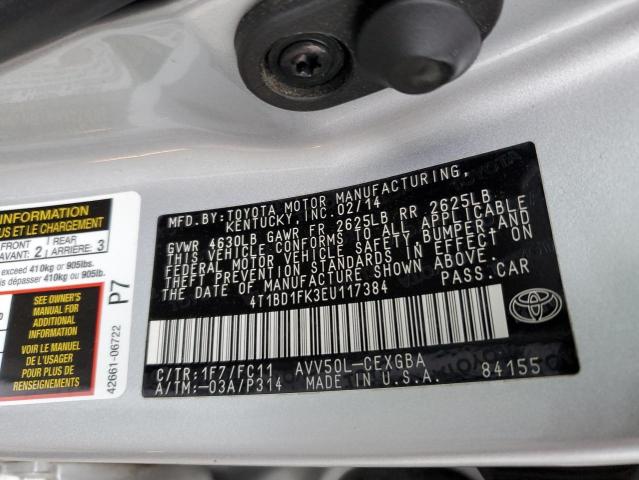 INFORMATION
US ET LE CHARGEMENT
FRONT
AVANT: 2
REAR
ARRIÈRE: 3
exceed 410kg or 905lbs.
dépasser 410kg ou 905lb.
SEE OWNER'S
MANUAL FOR
ADDITIONAL
INFORMATION
VOIR LE MANUEL
DE L'USAGER
POUR PLUS DE
RENSEIGNEMENTS
P7
42661-06722
MFD.BY:TOYOTA MOTOR MANUFACTURING,
KENTUCKY, INC. 02/14
GVWR 4630LB GAWR FR 2625LB RR 2625LB
THIS VEHICLE CONFORMS TO ALL APPLICABLE
FEDERAL MOTOR VEHICLE SAFETY, BUMPER, AND
THEFT PREVENTION STANDARDS IN EFFECT ON
THE DATE OF MANUFACTURE SHOWN ABOVE.
4T1BD1FK3EU117384
PASS.CAR
C/TR:1F7/FC11 AVV50L-CEXGBA
A/TM:-03A/P314 MADE IN U.S.A. 84155